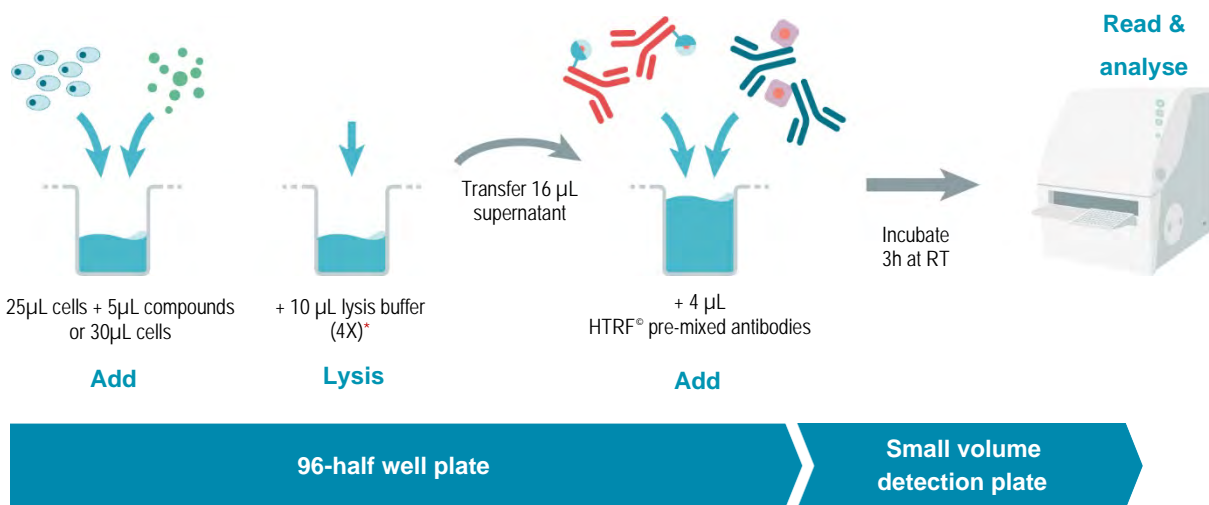 Read &
analyse
Transfer 16 µL
supernatant
Incubate
3h at RT
25µL cells + 5µL compounds
or 30µL cells
+ 10 µL lysis buffer
(4X)*
+ 4 µL
HTRF© pre-mixed antibodies
Add
Lysis
Add
96-half well plate
Small volume
detection plate